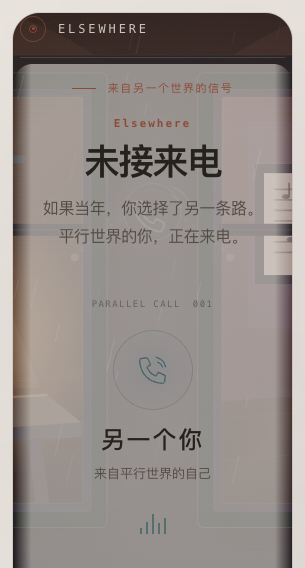 ELSEWHERE
来自另一个世界的信号
Elsewhere
未接来电
如果当年，你选择了另一条路。
平行世界的你，正在来电。
PARALLEL CALL 001
另一个你
来自平行世界的自己